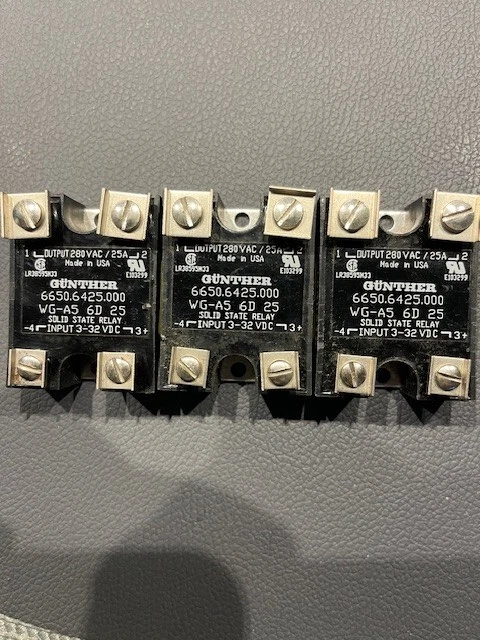 1 OUTPUT 280 VAC / 25A 2
Made in USA
LR38595M33
E103299
GÜNTHER
6650.6425.000
WG-A5 6D 25
SOLID STATE RELAY
-4 INPUT 3-32 VDC 3+
1 OUTPUT 280 VAC / 25A 2
Made in USA
LR38595M33
E103299
GÜNTHER
6650.6425.000
WG-A5 6D 25
SOLID STATE RELAY
-4 INPUT 3-32 VDC 3+
1 OUTPUT 280 VAC / 25A 2
Made in USA
LR38595M33
E103299
GÜNTHER
6650.6425.000
WG-A5 6D 25
SOLID STATE RELAY
-4 INPUT 3-32 VDC 3+